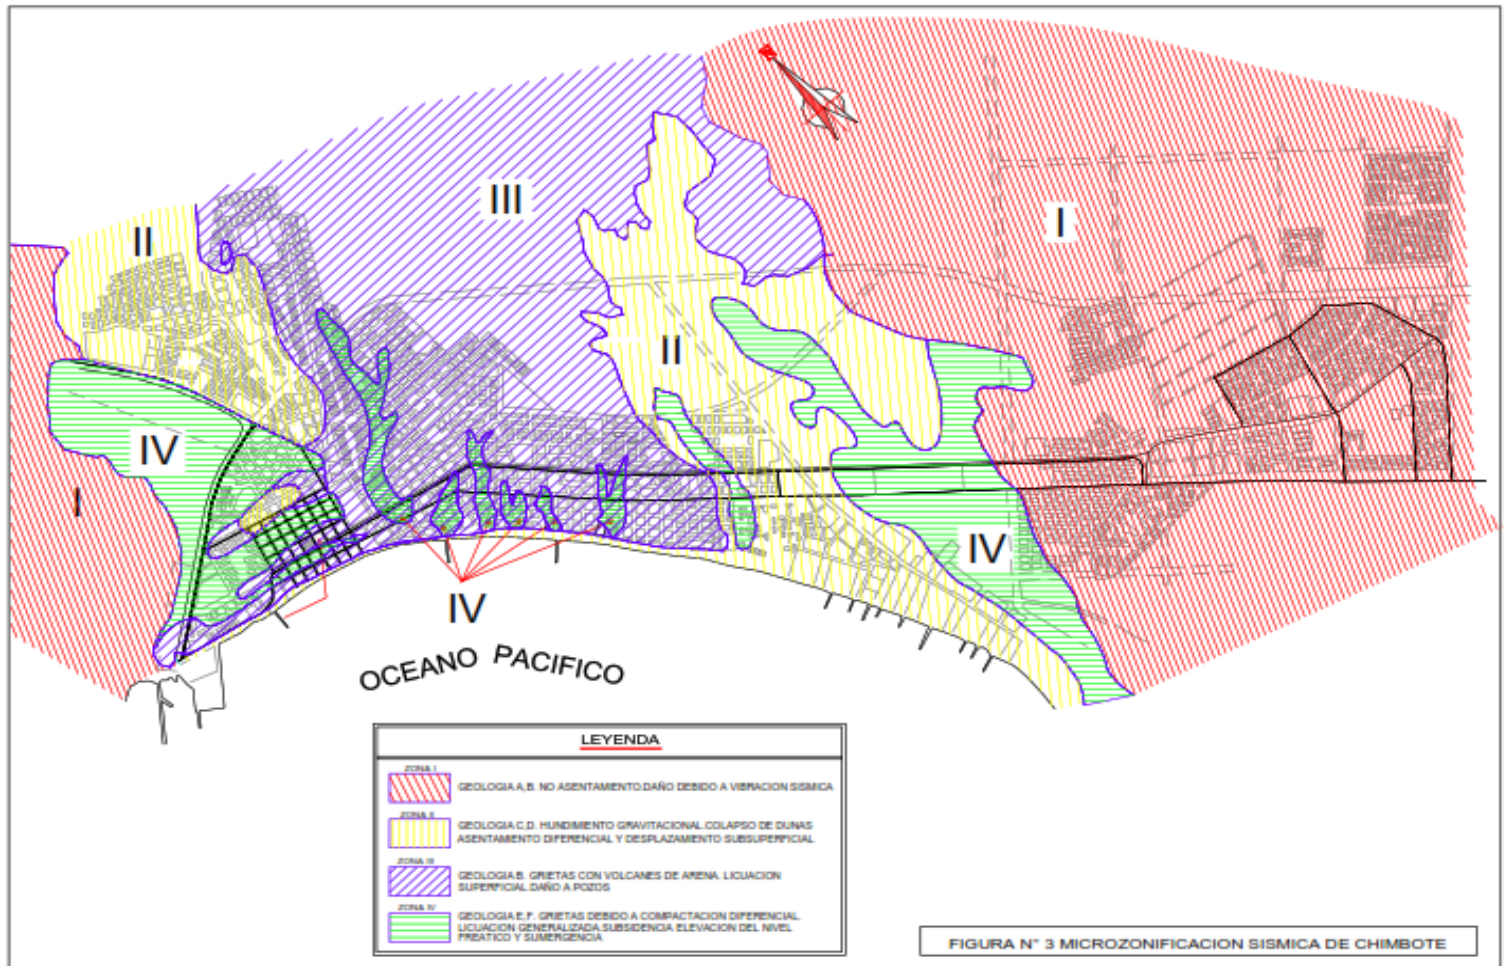 III
I
II
II
IV
I
IV
IV
OCEANO PACIFICO
LEYENDA
ZONA I
GEOLOGIA A,B. NO ASENTAMIENTO.DAÑO DEBIDO A VIBRACION SISMICA
ZONA II
GEOLOGIA C,D. HUNDIMIENTO GRAVITACIONAL.COLAPSO DE DUNAS
ASENTAMIENTO DIFERENCIAL Y DESPLAZAMIENTO SUBSUPERFICIAL
ZONA III
GEOLOGIA B. GRIETAS CON VOLCANES DE ARENA. LICUACION
SUPERFICIAL.DAÑO A POZOS
ZONA IV
GEOLOGIA E,F. GRIETAS DEBIDO A COMPACTACION DIFERENCIAL.
LICUACION GENERALIZADA SUBSIDENCIA ELEVACION DEL NIVEL
FREATICO Y SUMERGENCIA
FIGURA N° 3 MICROZONIFICACION SISMICA DE CHIMBOTE